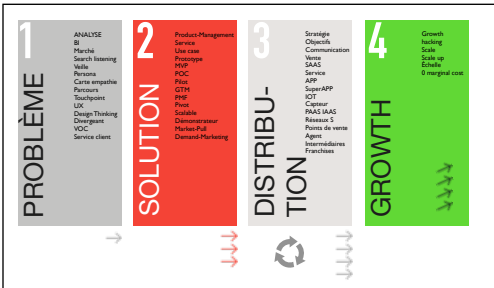 1
PROBLÈME
ANALYSE
BI
Marché
Search listening
Veille
Persona
Carte empathie
Parcours
Touchpoint
UX
Design Thinking
Divergeant
VOC
Service client
2
SOLUTION
Product-Management
Service
Use case
Prototype
MVP
POC
Pilot
GTM
PMF
Pivot
Scalable
Démonstrateur
Market-Pull
Demand-Marketing
3
DISTRIBU-
TION
Stratégie
Objectifs
Communication
Vente
SAAS
Service
APP
SuperAPP
IOT
Capteur
PAAS IAAS
Réseaux S
Points de vente
Agent
Intermédaires
Franchises
4
GROWTH
Growth
hacking
Scale
Scale up
Échelle
0 marginal cost